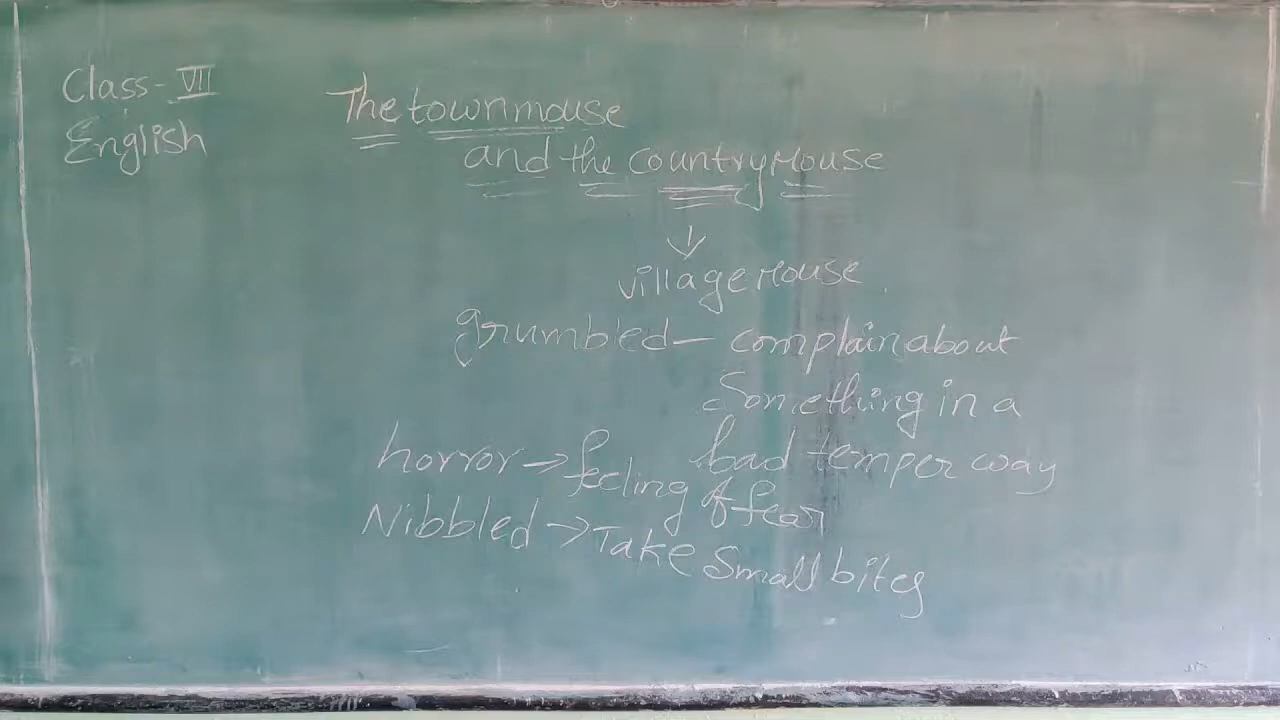 Class- VII
English
The townmouse
and the countryMouse
↓
village Mouse
grumbled— complain about
Something in a
bad temper way
horror → feeling of fear
Nibbled → Take Small bites